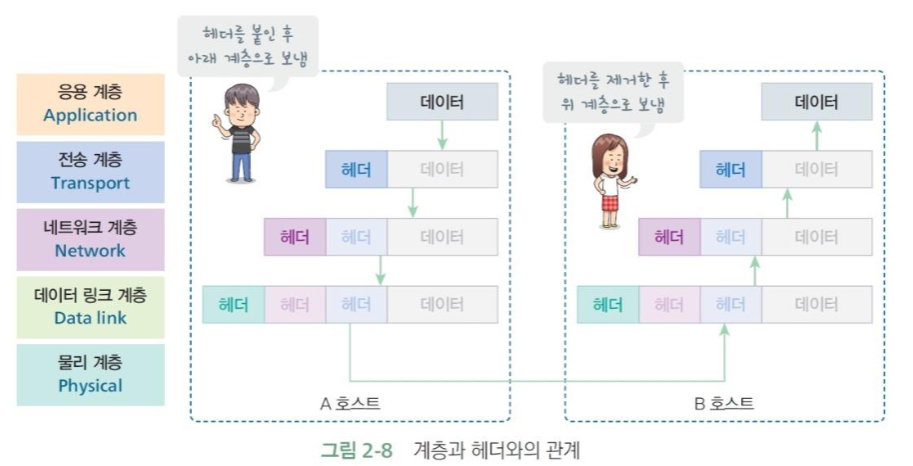 헤더를 붙인 후
아래 계층으로 보냄
헤더를 제거한 후
위 계층으로 보냄
응용 계층
Application
데이터
데이터
전송 계층
Transport
헤더 데이터
헤더 데이터
네트워크 계층
Network
헤더 헤더 데이터
헤더 헤더 데이터
데이터 링크 계층
Data link
헤더 헤더 헤더 데이터
헤더 헤더 헤더 데이터
물리 계층
Physical
A 호스트
B 호스트
그림 2-8 계층과 헤더와의 관계